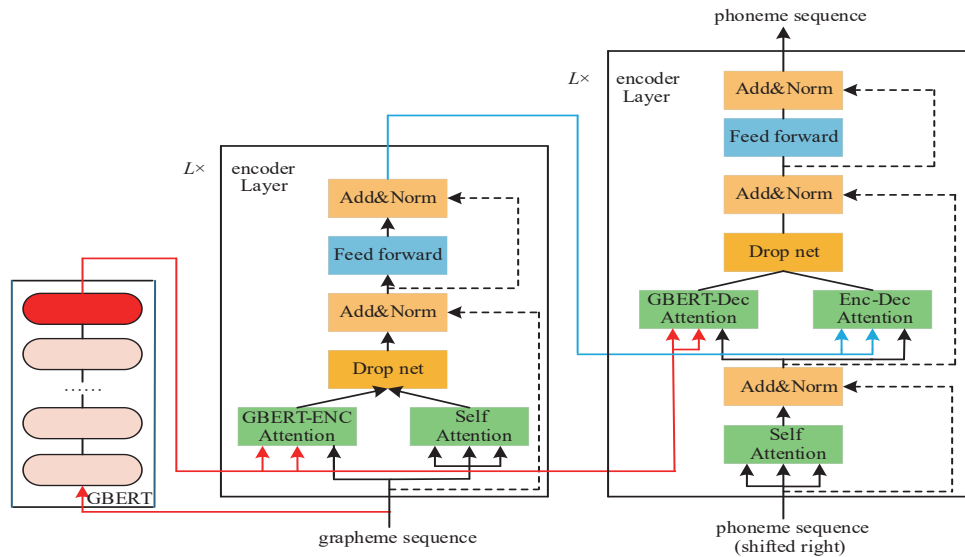 phoneme sequence
L×
encoder
Layer
Add&Norm
Feed forward
Add&Norm
Drop net
GBERT-Dec
Attention
Enc-Dec
Attention
Add&Norm
Self
Attention
phoneme sequence
(shifted right)
L×
encoder
Layer
Add&Norm
Feed forward
Add&Norm
Drop net
GBERT-ENC
Attention
Self
Attention
grapheme sequence
......
GBERT